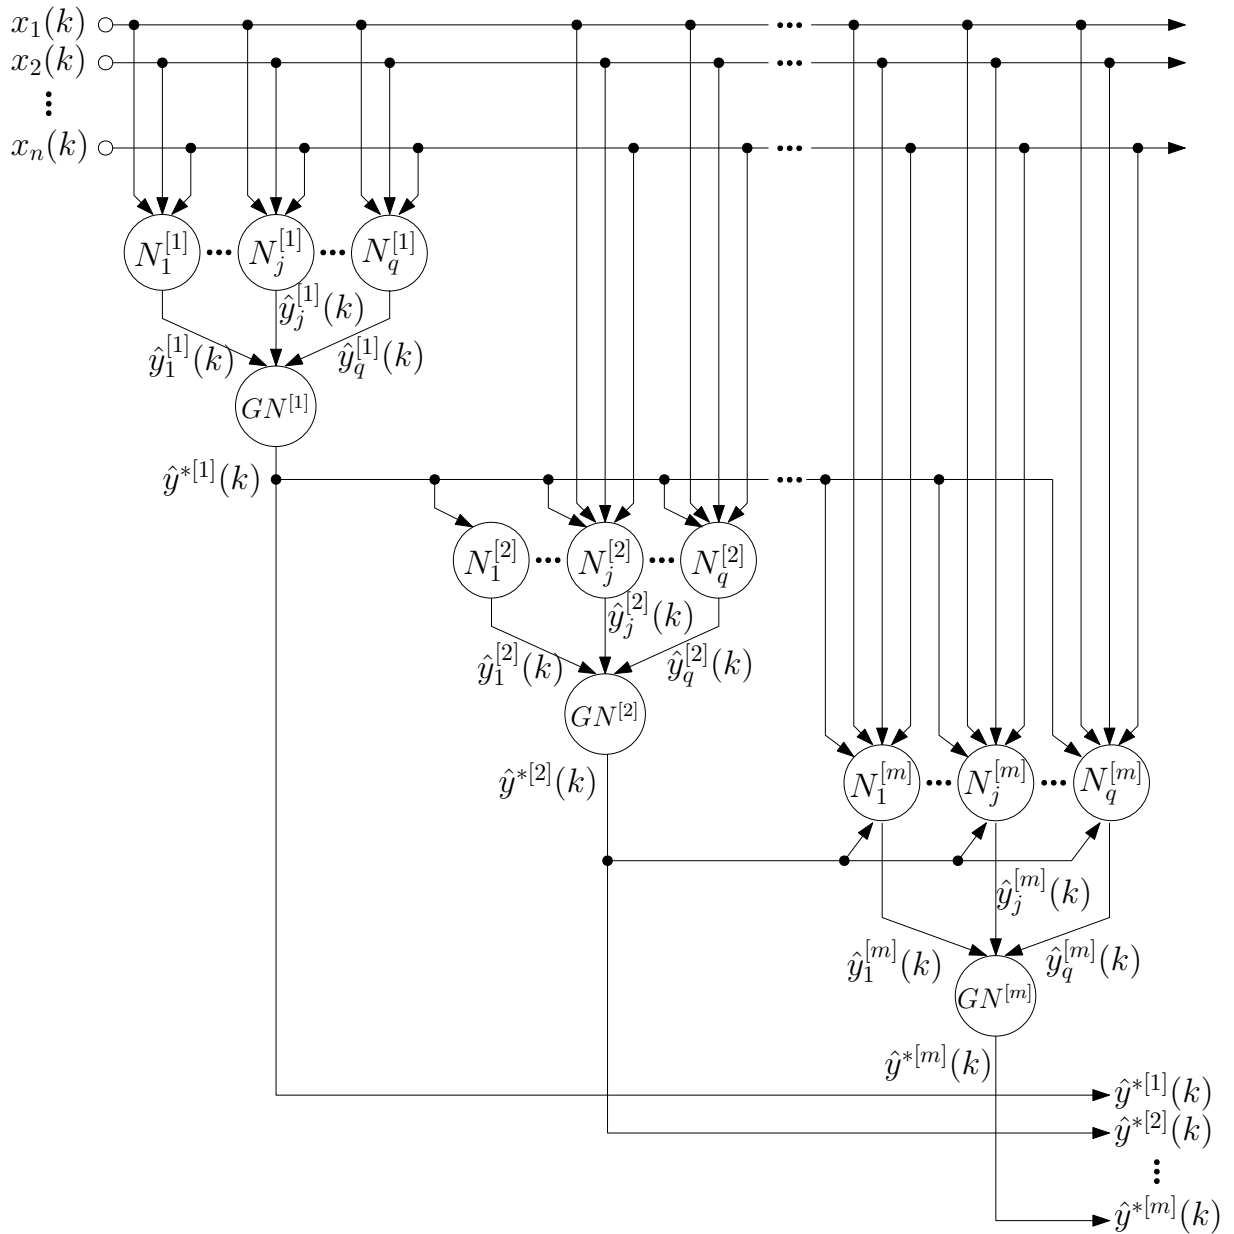 x_1(k)
...
x_2(k)
...
⋮
x_n(k)
...
N_1^{[1]} ... N_j^{[1]} ... N_q^{[1]}
ŷ_j^{[1]}(k)
ŷ_1^{[1]}(k) ŷ_q^{[1]}(k)
GN^{[1]}
ŷ^{*[1]}(k)
...
N_1^{[2]} ... N_j^{[2]} ... N_q^{[2]}
ŷ_j^{[2]}(k)
ŷ_1^{[2]}(k) ŷ_q^{[2]}(k)
GN^{[2]}
ŷ^{*[2]}(k)
N_1^{[m]} ... N_j^{[m]} ... N_q^{[m]}
ŷ_j^{[m]}(k)
ŷ_1^{[m]}(k) ŷ_q^{[m]}(k)
GN^{[m]}
ŷ^{*[m]}(k)
ŷ^{*[1]}(k)
ŷ^{*[2]}(k)
⋮
ŷ^{*[m]}(k)